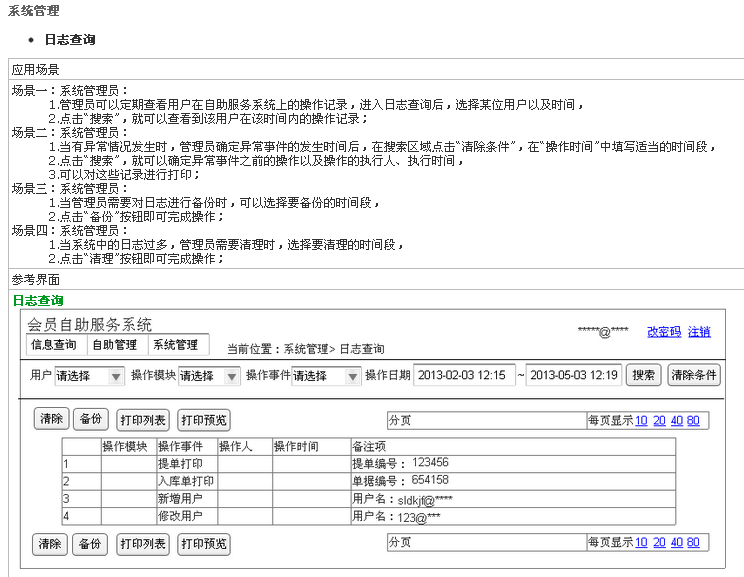 系统管理
• 日志查询
应用场景
场景一：系统管理员：
1.管理员可以定期查看用户在自助服务系统上的操作记录，进入日志查询后，选择某位用户以及时间，
2.点击“搜索”，就可以查看到该用户在该时间内的操作记录；
场景二：系统管理员：
1.当有异常情况发生时，管理员确定异常事件的发生时间后，在搜索区域点击“清除条件”，在“操作时间”中填写适当的时间段，
2.点击“搜索”，就可以确定异常事件之前的操作以及操作的执行人、执行时间，
3.可以对这些记录进行打印；
场景三：系统管理员：
1.当管理员需要对日志进行备份时，可以选择要备份的时间段，
2.点击“备份”按钮即可完成操作；
场景四：系统管理员：
1.当系统中的日志过多，管理员需要清理时，选择要清理的时间段，
2.点击“清理”按钮即可完成操作；
参考界面
日志查询
会员自助服务系统 *****@**** 改密码 注销
信息查询 自助管理 系统管理 当前位置：系统管理> 日志查询
用户 请选择 操作模块 请选择 操作事件 请选择 操作日期 2013-02-03 12:15 ~ 2013-05-03 12:19 搜索 清除条件
清除 备份 打印列表 打印预览 分页 每页显示 10 20 40 80
操作模块 操作事件 操作人 操作时间 备注项
1 提单打印 提单编号： 123456
2 入库单打印 单据编号： 654158
3 新增用户 用户名：sldkjf@****
4 修改用户 用户名：123@***
清除 备份 打印列表 打印预览 分页 每页显示 10 20 40 80